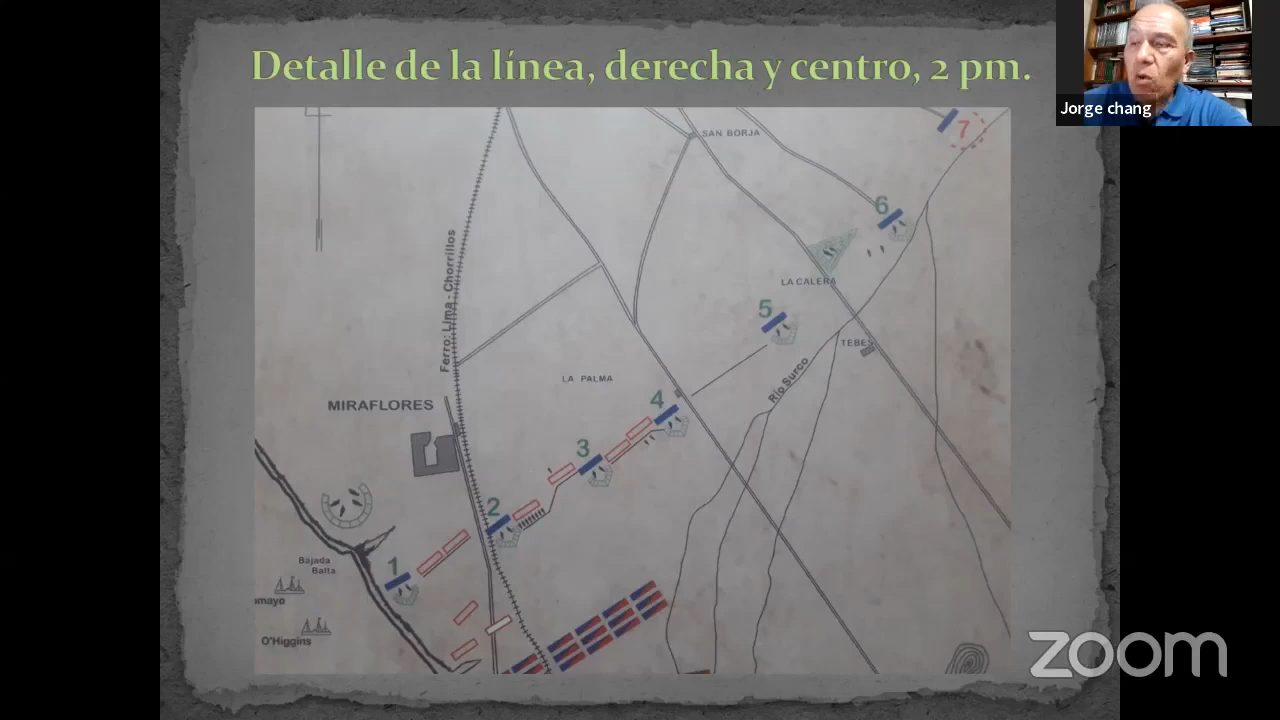 Detalle de la línea, derecha y centro, 2 pm.
Jorge chang
SAN BORJA
7
6
Ferro: Lima - Chorrillos
LA CALERA
5
TEBES
Río Surco
LA PALMA
MIRAFLORES
4
3
2
1
Bajada
Balta
O'Higgins
zoom